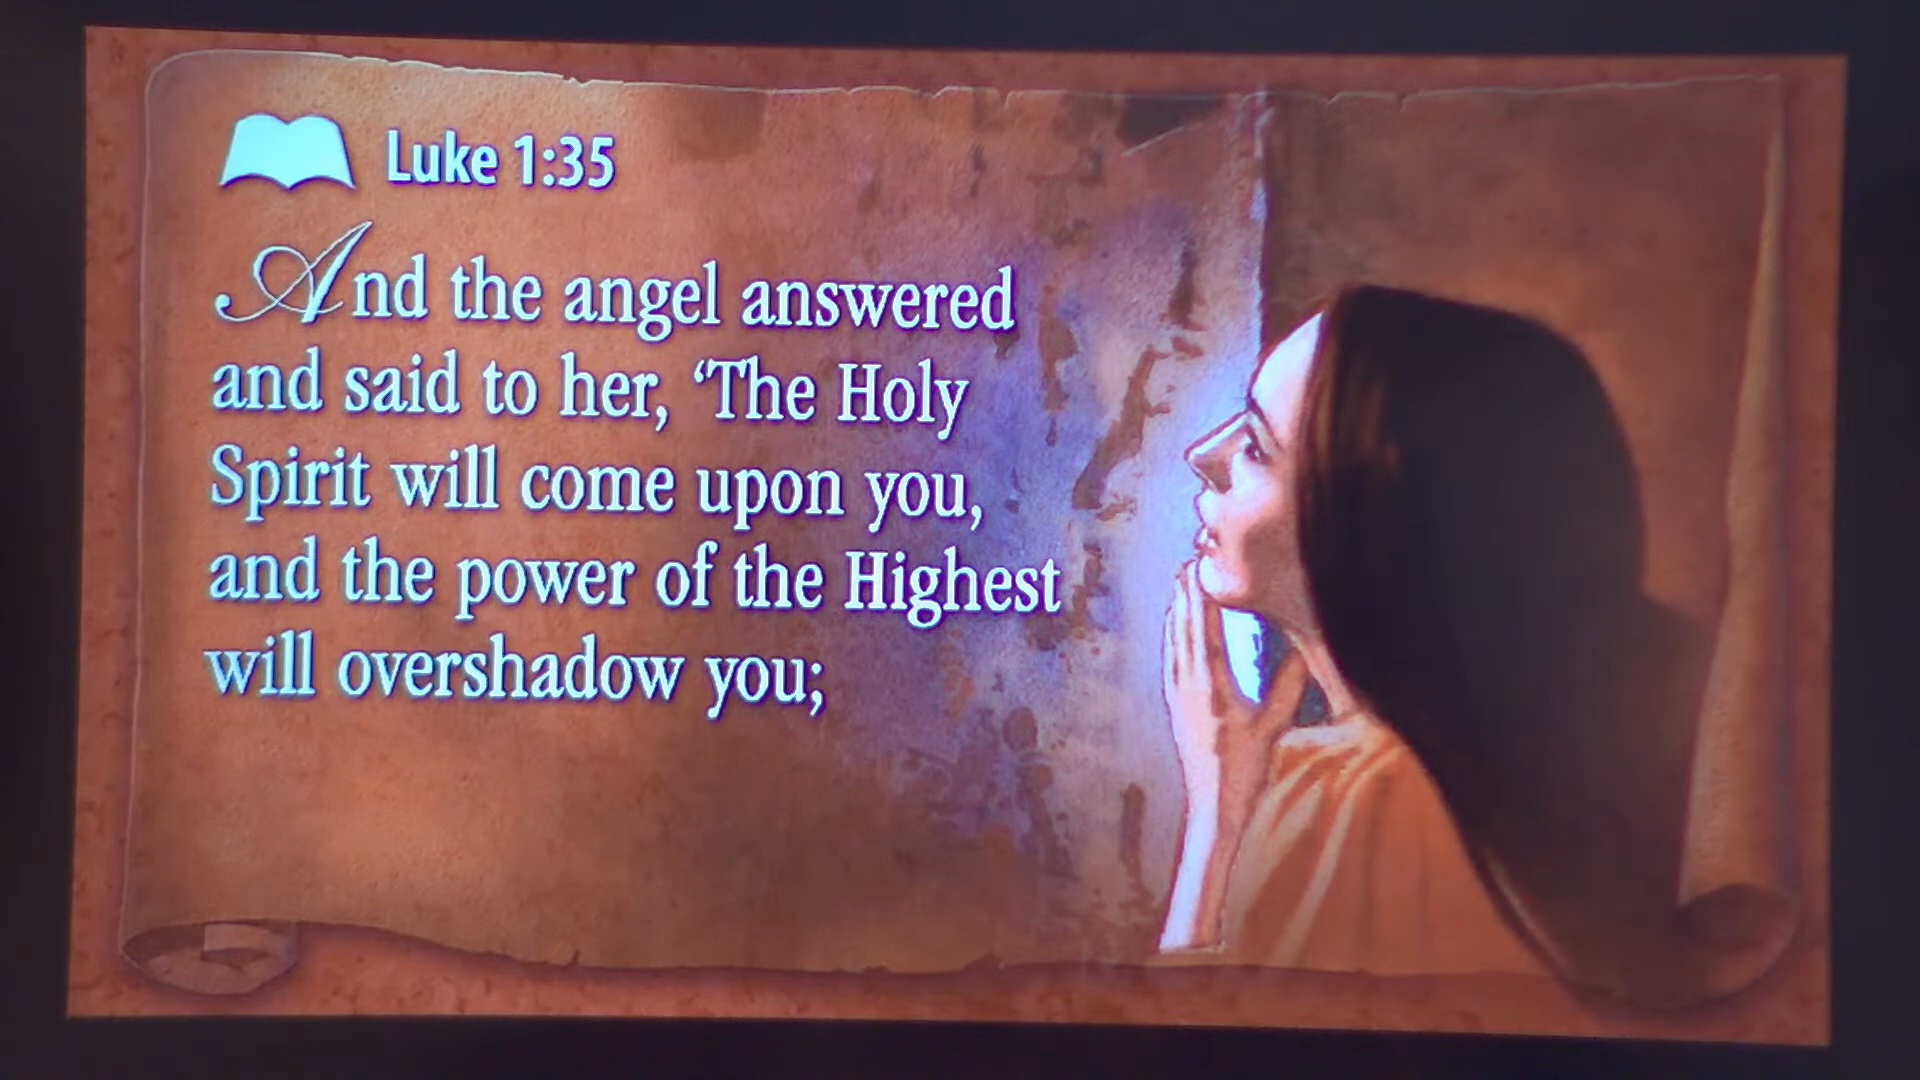 Luke 1:35
And the angel answered
and said to her, ‘The Holy
Spirit will come upon you,
and the power of the Highest
will overshadow you;